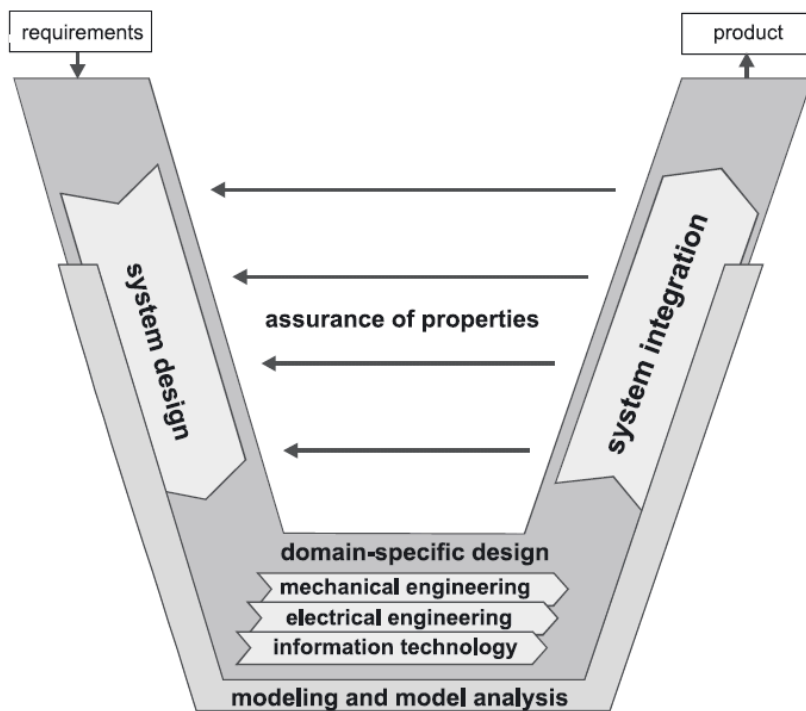 requirements
product
system design
assurance of properties
system integration
domain-specific design
mechanical engineering
electrical engineering
information technology
modeling and model analysis